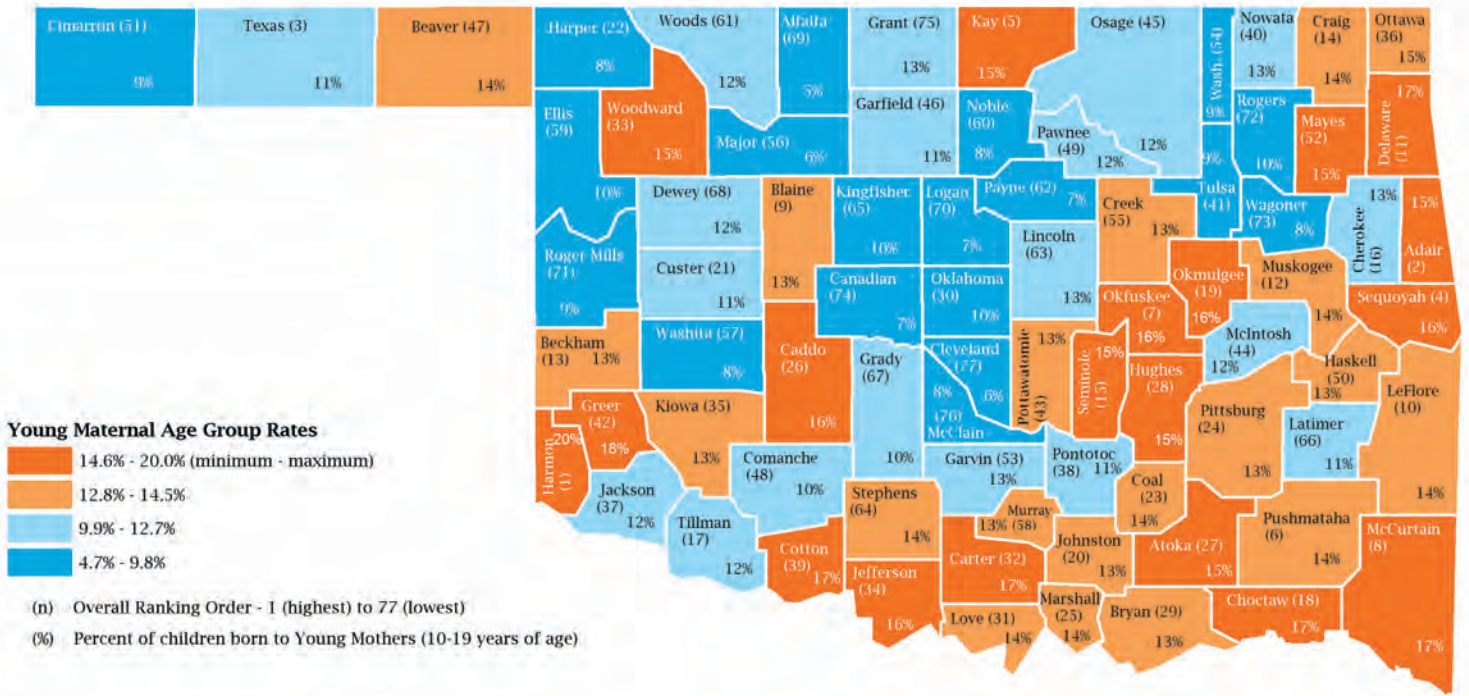 Cimarron (51)
9%
Texas (3)
11%
Beaver (47)
14%
Harper (22)
8%
Woods (61)
12%
Alfalfa
(69)
5%
Grant (75)
13%
Kay (5)
15%
Osage (45)
12%
Wash. (54)
9%
Nowata
(40)
13%
Craig
(14)
14%
Ottawa
(36)
15%
Ellis
(59)
10%
Woodward
(33)
15%
Major (56)
6%
Garfield (46)
11%
Noble
(60)
8%
Pawnee
(49)
12%
Rogers
(72)
10%
Mayes
(52)
15%
Delaware
(11)
17%
Roger Mills
(71)
9%
Dewey (68)
12%
Custer (21)
11%
Blaine
(9)
13%
Kingfisher
(65)
10%
Logan
(70)
7%
Payne (62)
7%
Lincoln
(63)
13%
Creek
(55)
13%
9%
Tulsa
(41)
Wagoner
(73)
8%
13%
Cherokee
(16)
15%
Adair
(2)
Canadian
(74)
7%
Oklahoma
(30)
10%
Okfuskee
(7)
16%
Okmulgee
(19)
16%
Muskogee
(12)
14%
Sequoyah (4)
16%
Beckham
(13) 13%
Washita (57)
8%
Caddo
(26)
16%
Grady
(67)
10%
Cleveland
(77)
6%
8%
(76)
McClain
13%
Pottawatomie
(43)
15%
Seminole
(15)
Hughes
(28)
15%
McIntosh
(44)
12%
Haskell
(50)
13%
LeFlore
(10)
14%
Greer
(42)
18%
20%
Harmon
(1)
Kiowa (35)
13%
Jackson
(37)
12%
Tillman
(17)
12%
Comanche
(48)
10%
Stephens
(64)
14%
Garvin (53)
13%
Pontotoc
(38) 11%
Pittsburg
(24)
13%
Latimer
(66)
11%
Coal
(23)
14%
Murray
13% (58)
Johnston
(20)
13%
Atoka (27)
15%
Pushmataha
(6)
14%
McCurtain
(8)
17%
Cotton
(39)
17%
Jefferson
(34)
16%
Carter (32)
17%
Love (31)
14%
Marshall
(25)
14%
Bryan (29)
13%
Choctaw (18)
17%
Young Maternal Age Group Rates
14.6% - 20.0% (minimum - maximum)
12.8% - 14.5%
9.9% - 12.7%
4.7% - 9.8%
(n) Overall Ranking Order - 1 (highest) to 77 (lowest)
(%) Percent of children born to Young Mothers (10-19 years of age)